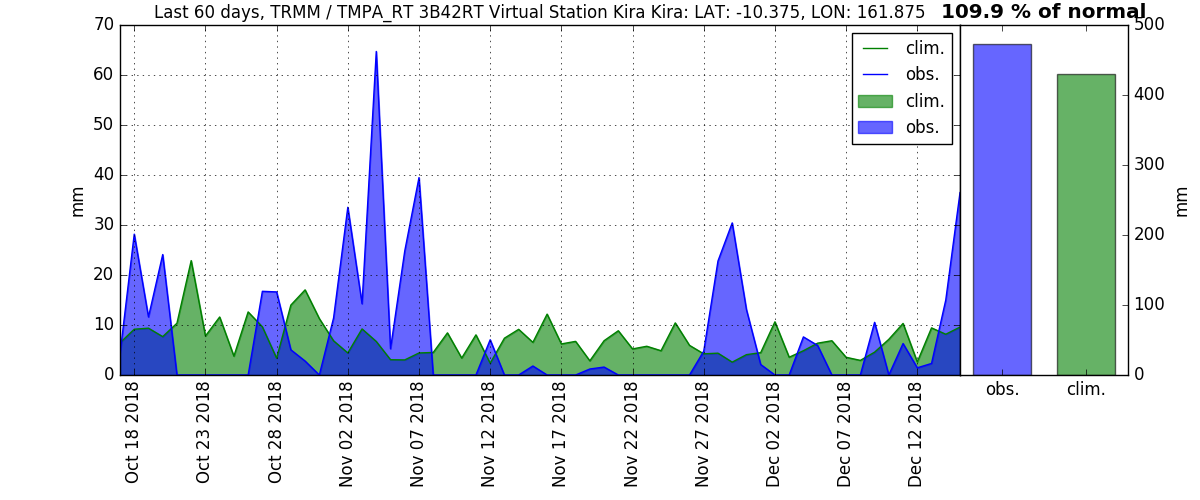 Last 60 days, TRMM / TMPA_RT 3B42RT Virtual Station Kira Kira: LAT: -10.375, LON: 161.875
109.9 % of normal
70
60
50
40
30
20
10
0
mm
clim.
obs.
clim.
obs.
500
400
300
200
100
0
mm
Oct 18 2018
Oct 23 2018
Oct 28 2018
Nov 02 2018
Nov 07 2018
Nov 12 2018
Nov 17 2018
Nov 22 2018
Nov 27 2018
Dec 02 2018
Dec 07 2018
Dec 12 2018
obs.
clim.